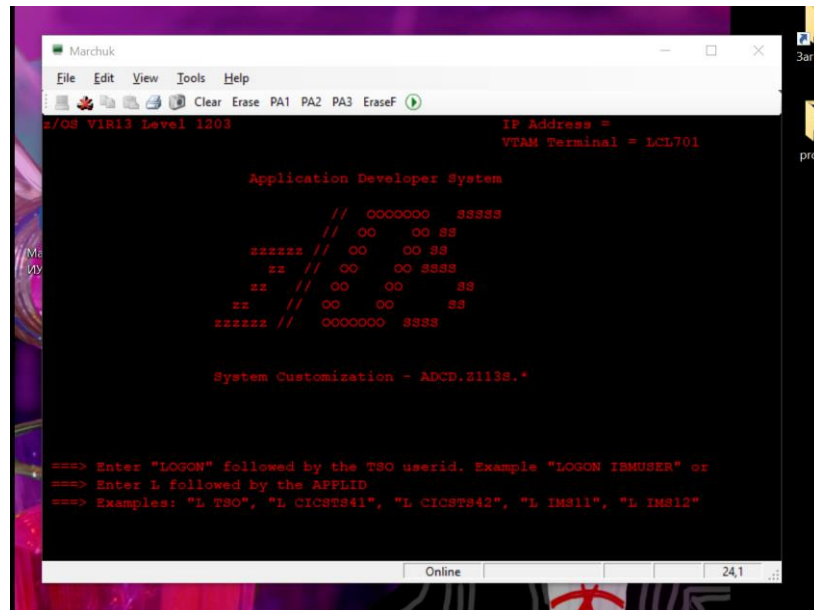 Marchuk
File Edit View Tools Help
Clear Erase PA1 PA2 PA3 EraseF
z/OS V1R13 Level 1203 IP Address =
VTAM Terminal = LCL701
Application Developer System
// OOOOOOO SSSSS
// OO OO SS
zzzzzz // OO OO SS
zz // OO OO SSSS
zz // OO OO SS
zz // OO OO SS
zzzzzz // OOOOOOO SSSS
System Customization - ADCD.Z113S.*
===> Enter "LOGON" followed by the TSO userid. Example "LOGON IBMUSER" or
===> Enter L followed by the APPLID
===> Examples: "L TSO", "L CICSTS41", "L CICSTS42", "L IMS11", "L IMS12"
Online 24,1